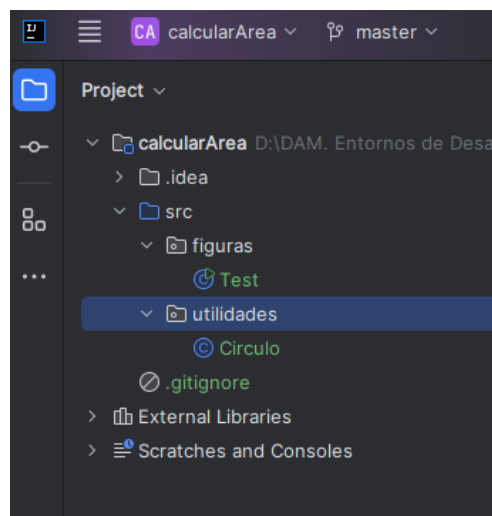 IJ CA calcularArea master
Project
calcularArea D:\DAM. Entornos de Desa
.idea
src
figuras
Test
utilidades
Circulo
.gitignore
External Libraries
Scratches and Consoles